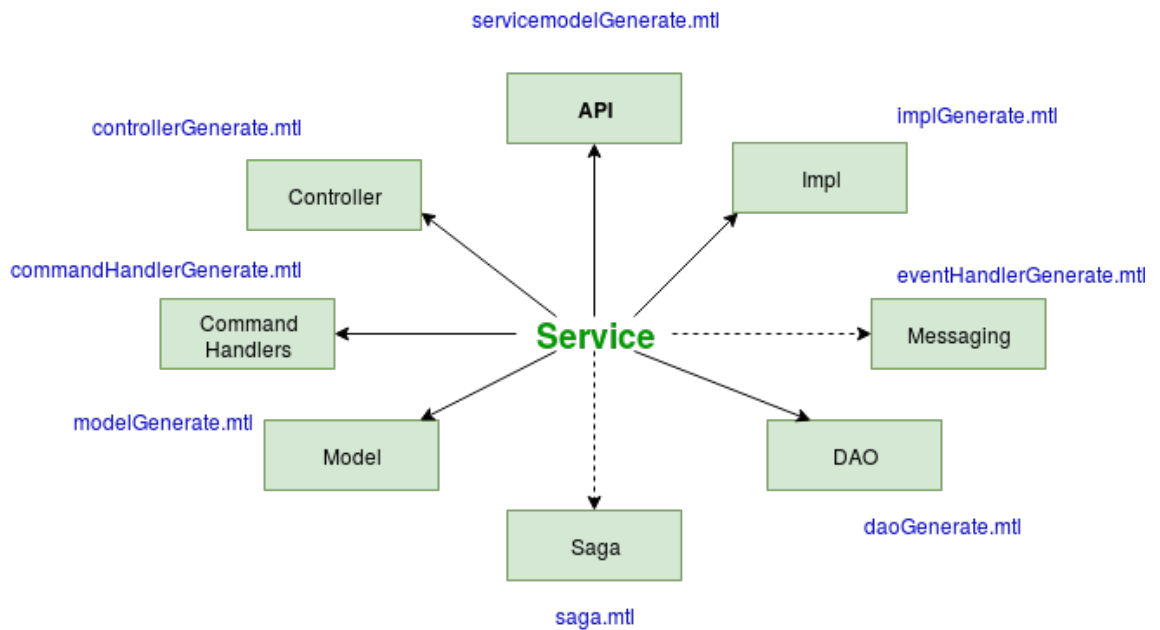 servicemodelGenerate.mtl
API
implGenerate.mtl
controllerGenerate.mtl
Impl
Controller
commandHandlerGenerate.mtl
eventHandlerGenerate.mtl
Command
Handlers
Service
Messaging
modelGenerate.mtl
Model
DAO
daoGenerate.mtl
Saga
saga.mtl